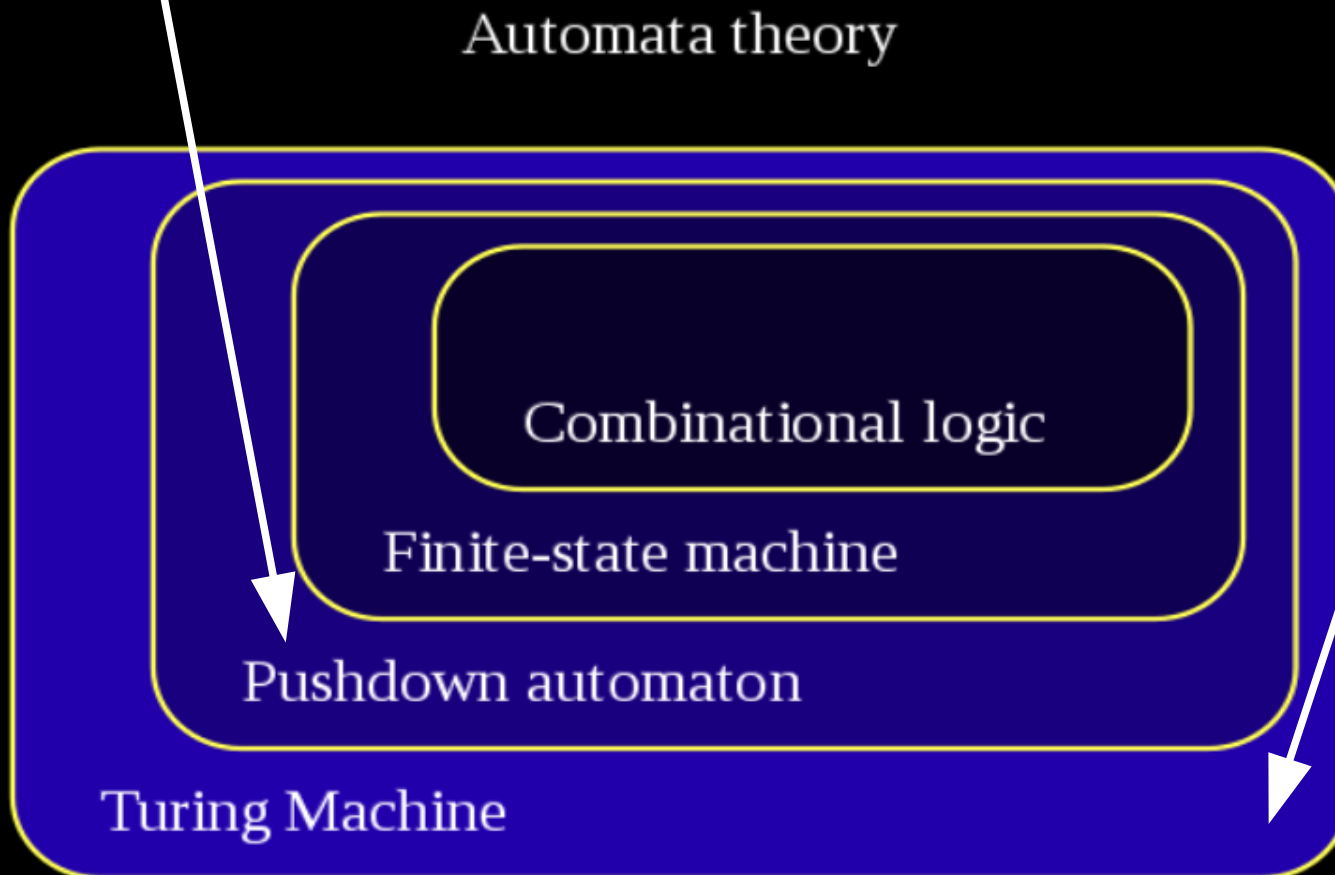 Automata theory
Combinational logic
Finite-state machine
Pushdown automaton
Turing Machine